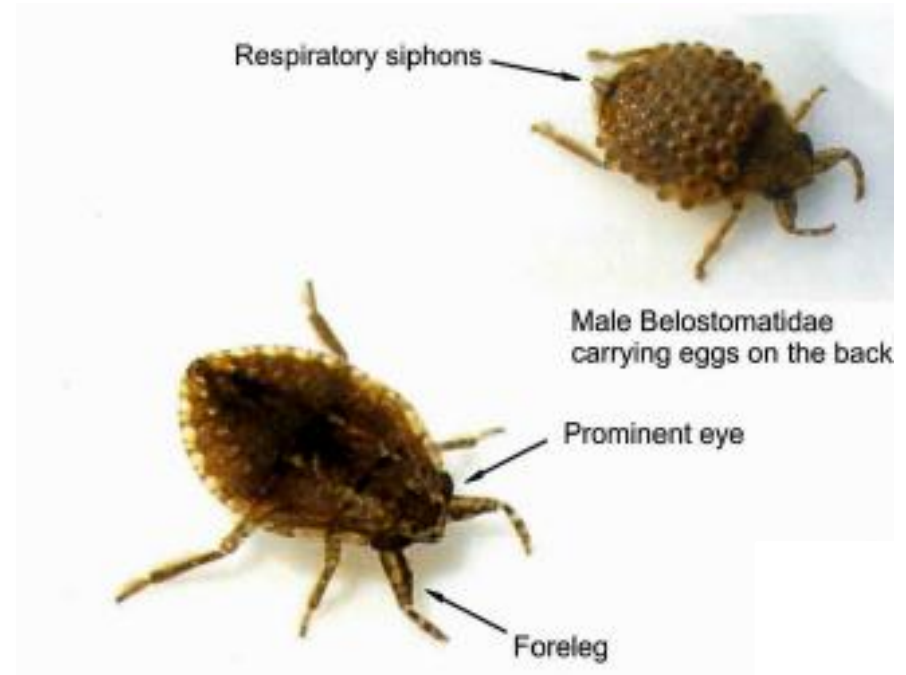 Respiratory siphons
Male Belostomatidae
carrying eggs on the back
Prominent eye
Foreleg